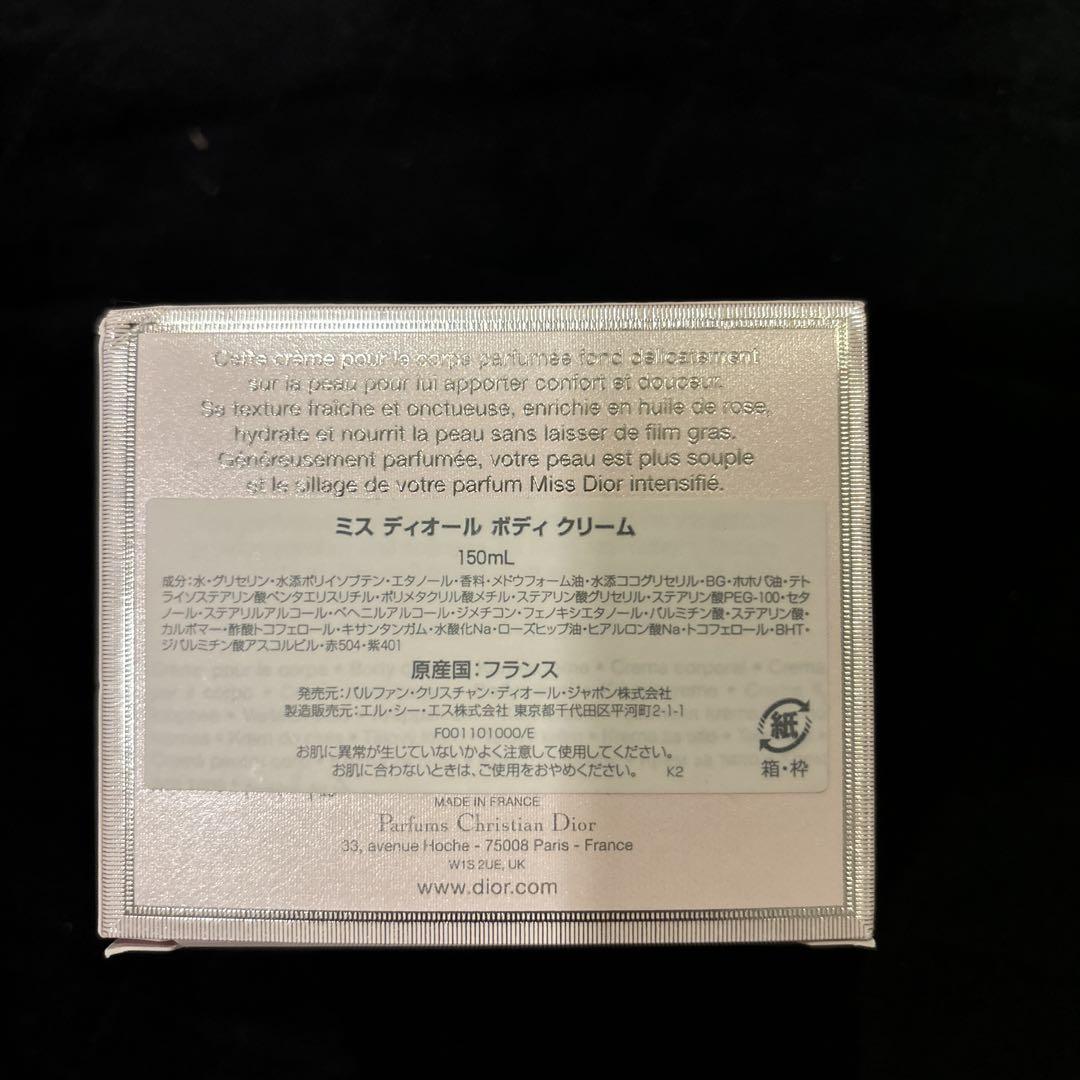 Cette crème pour le corps parfumée fond délicatement
sur la peau pour lui apporter confort et douceur.
Sa texture fraîche et onctueuse, enrichie en huile de rose,
hydrate et nourrit la peau sans laisser de film gras.
Généreusement parfumée, votre peau est plus souple
et le sillage de votre parfum Miss Dior intensifié.
ミス ディオール ボディ クリーム
150mL
成分:水・グリセリン・水添ポリイソブテン・エタノール・香料・メドウフォーム油・水添ココグリセリル・BG・ホホバ油・テト
ライソステアリン酸ペンタエリスリチル・ポリメタクリル酸メチル・ステアリン酸グリセリル・ステアリン酸PEG-100・セタ
ノール・ステアリルアルコール・ベヘニルアルコール・ジメチコン・フェノキシエタノール・パルミチン酸・ステアリン酸・
カルボマー・酢酸トコフェロール・キサンタンガム・水酸化Na・ローズヒップ油・ヒアルロン酸Na・トコフェロール・BHT・
ジパルミチン酸アスコルビル・赤504・紫401
原産国:フランス
発売元:パルファン・クリスチャン・ディオール・ジャポン株式会社
製造販売元:エル・シー・エス株式会社 東京都千代田区平河町2-1-1
F001101000/E
お肌に異常が生じていないかよく注意して使用してください。
お肌に合わないときは、ご使用をおやめください。 K2
紙
箱・枠
MADE IN FRANCE
Parfums Christian Dior
33, avenue Hoche - 75008 Paris - France
W1S 2UE, UK
www.dior.com